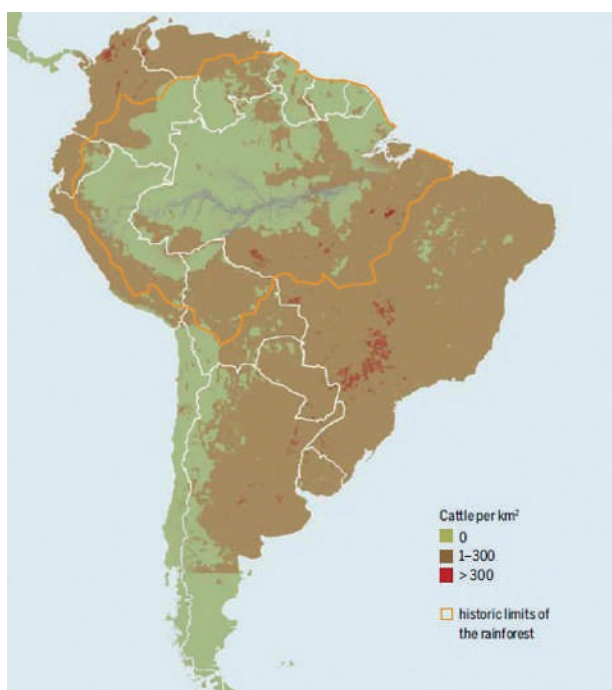 Cattle per km²
0
1–300
> 300
historic limits of
the rainforest